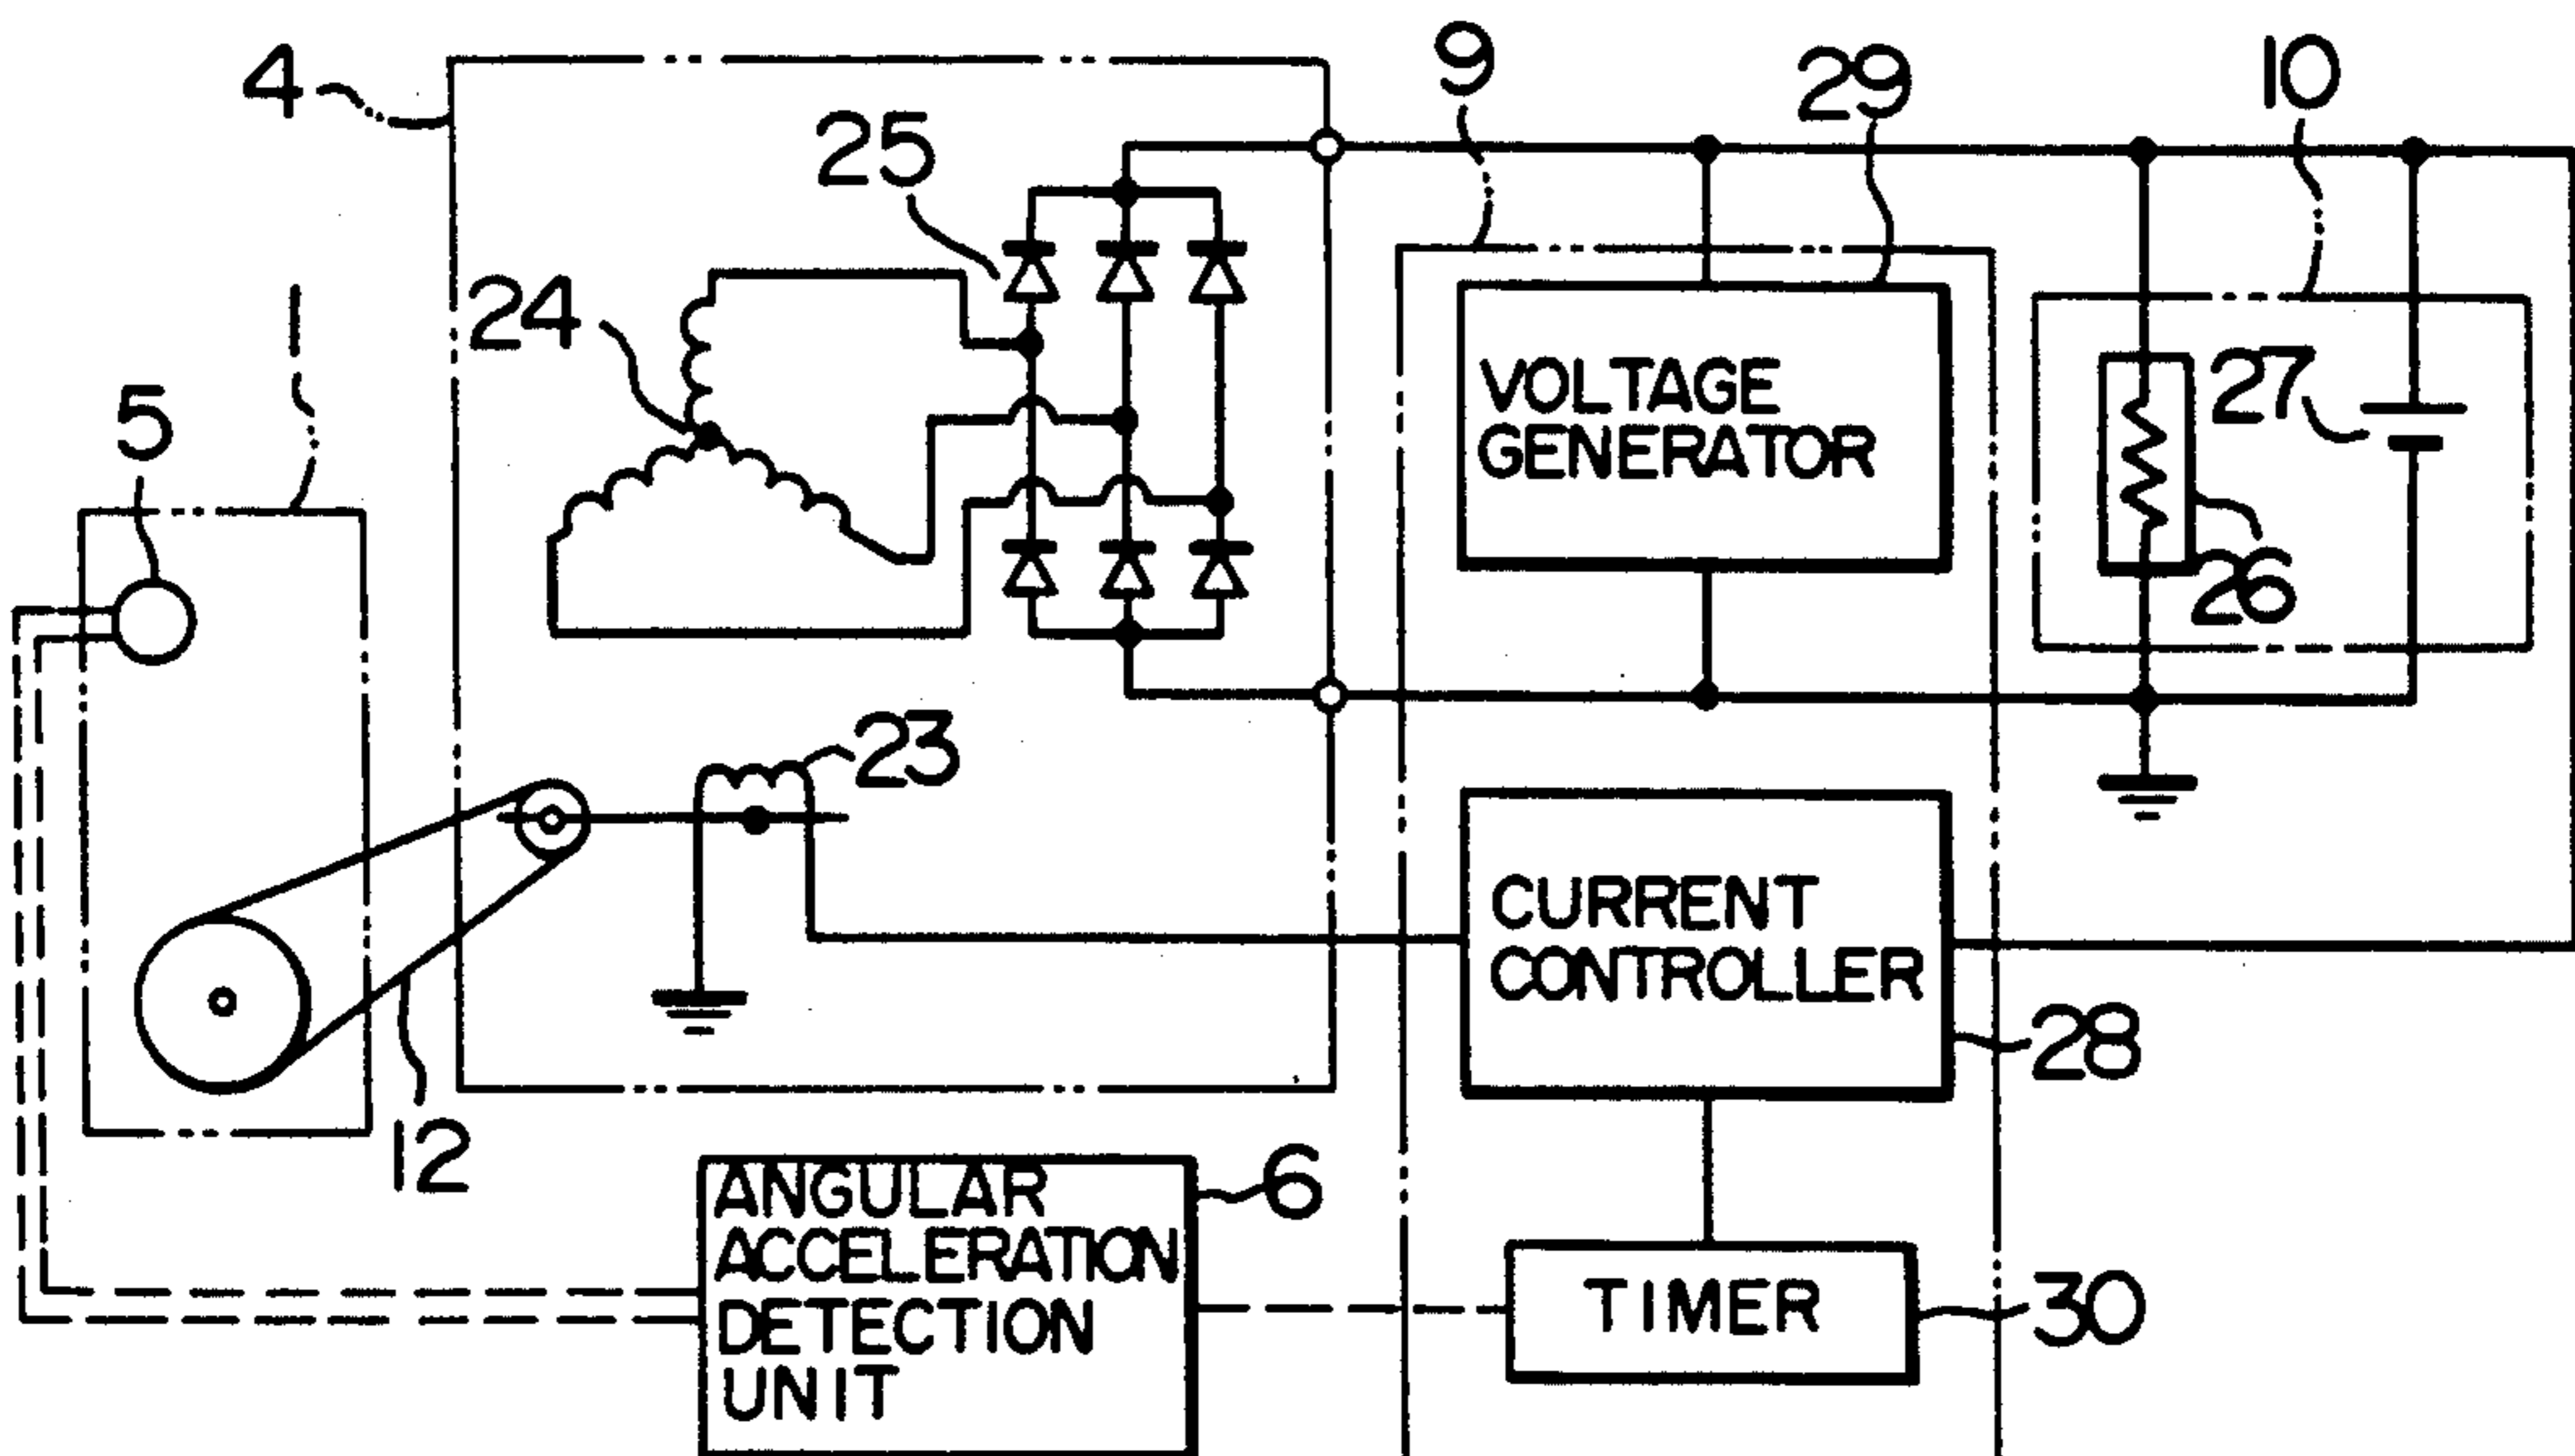 4
9
29
10
25
24
1
5
27
VOLTAGE
GENERATOR
26
23
CURRENT
CONTROLLER
28
12
ANGULAR
ACCELERATION
DETECTION
UNIT
6
TIMER
30